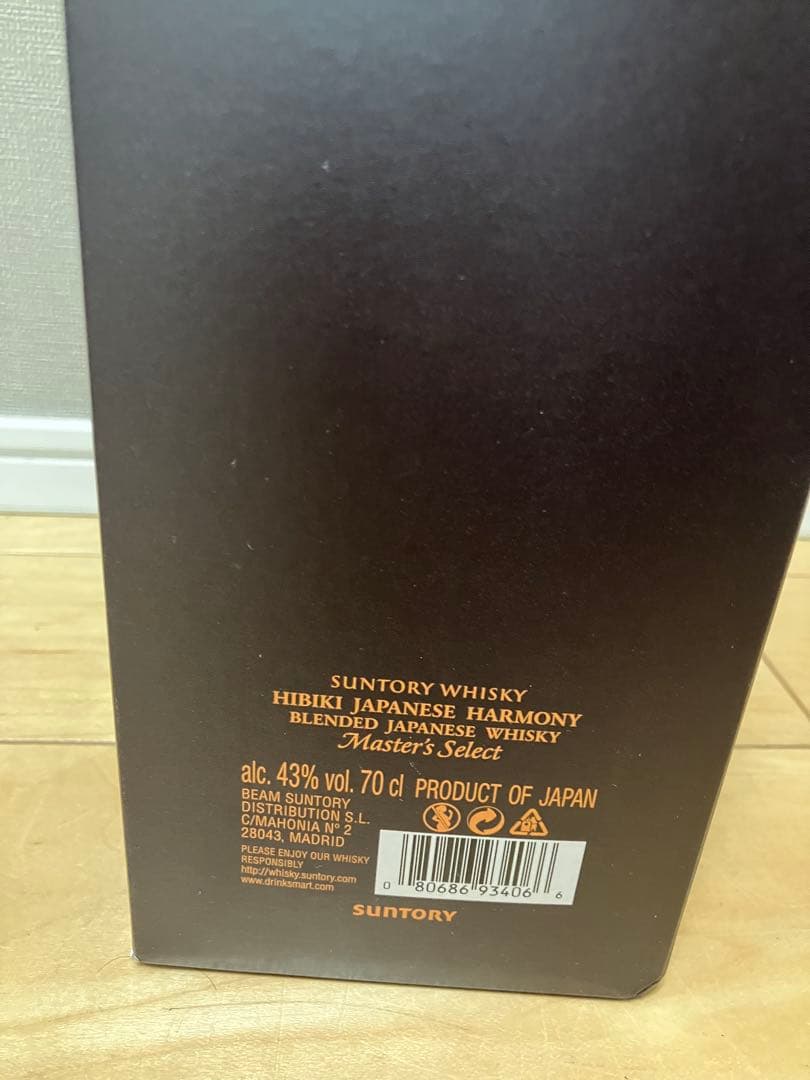 SUNTORY WHISKY
HIBIKI JAPANESE HARMONY
BLENDED JAPANESE WHISKY
Master's Select
alc. 43% vol. 70 cl PRODUCT OF JAPAN
BEAM SUNTORY
DISTRIBUTION S.L.
C/MAHONIA Nº 2
28043, MADRID
PLEASE ENJOY OUR WHISKY
RESPONSIBLY
http://whisky.suntory.com
www.drinksmart.com
0 80686 93406 6
SUNTORY